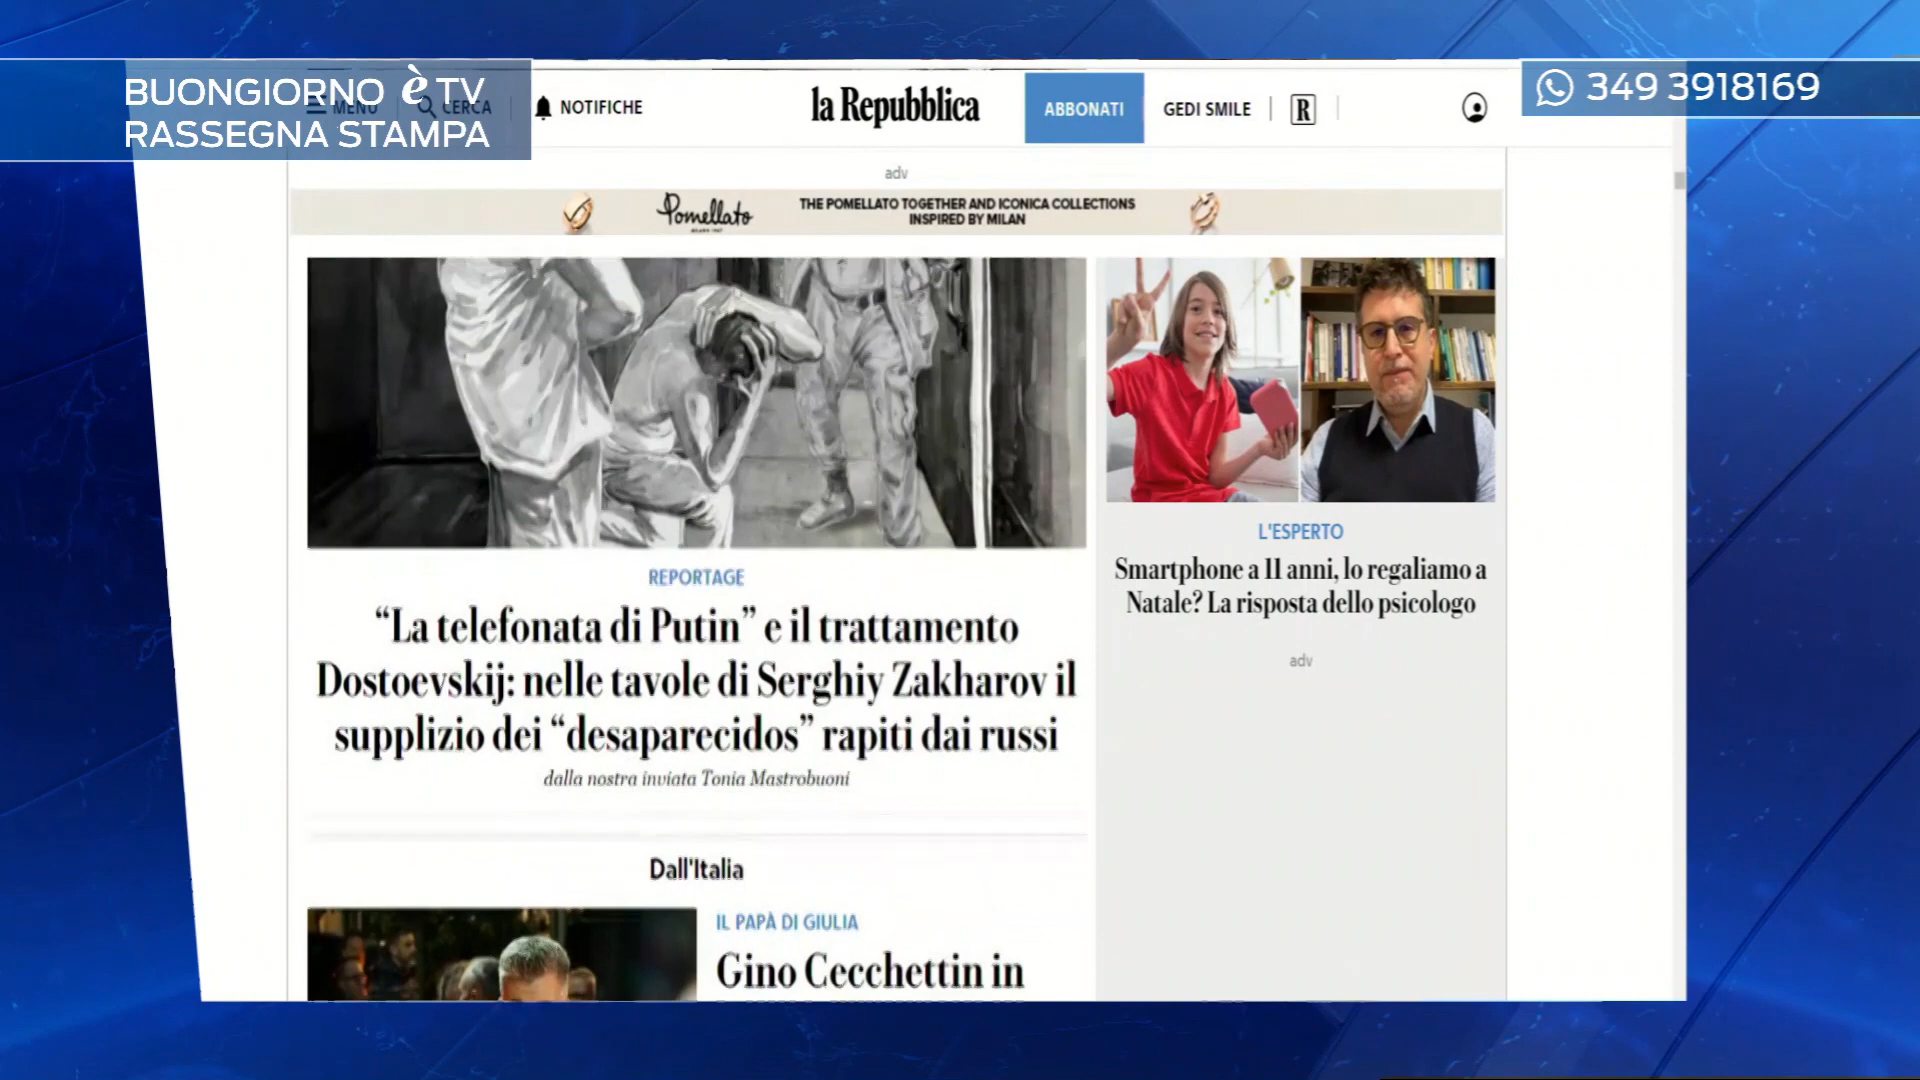 BUONGIORNO è TV
RASSEGNA STAMPA
MENU
CERCA
NOTIFICHE
la Repubblica
ABBONATI
GEDI SMILE
R
349 3918169
adv
Pomellato
THE POMELLATO TOGETHER AND ICONICA COLLECTIONS
INSPIRED BY MILAN
REPORTAGE
“La telefonata di Putin” e il trattamento
Dostoevskij: nelle tavole di Serghiy Zakharov il
supplizio dei “desaparecidos” rapiti dai russi
dalla nostra inviata Tonia Mastrobuoni
L'ESPERTO
Smartphone a 11 anni, lo regaliamo a
Natale? La risposta dello psicologo
adv
Dall'Italia
IL PAPÀ DI GIULIA
Gino Cecchettin in